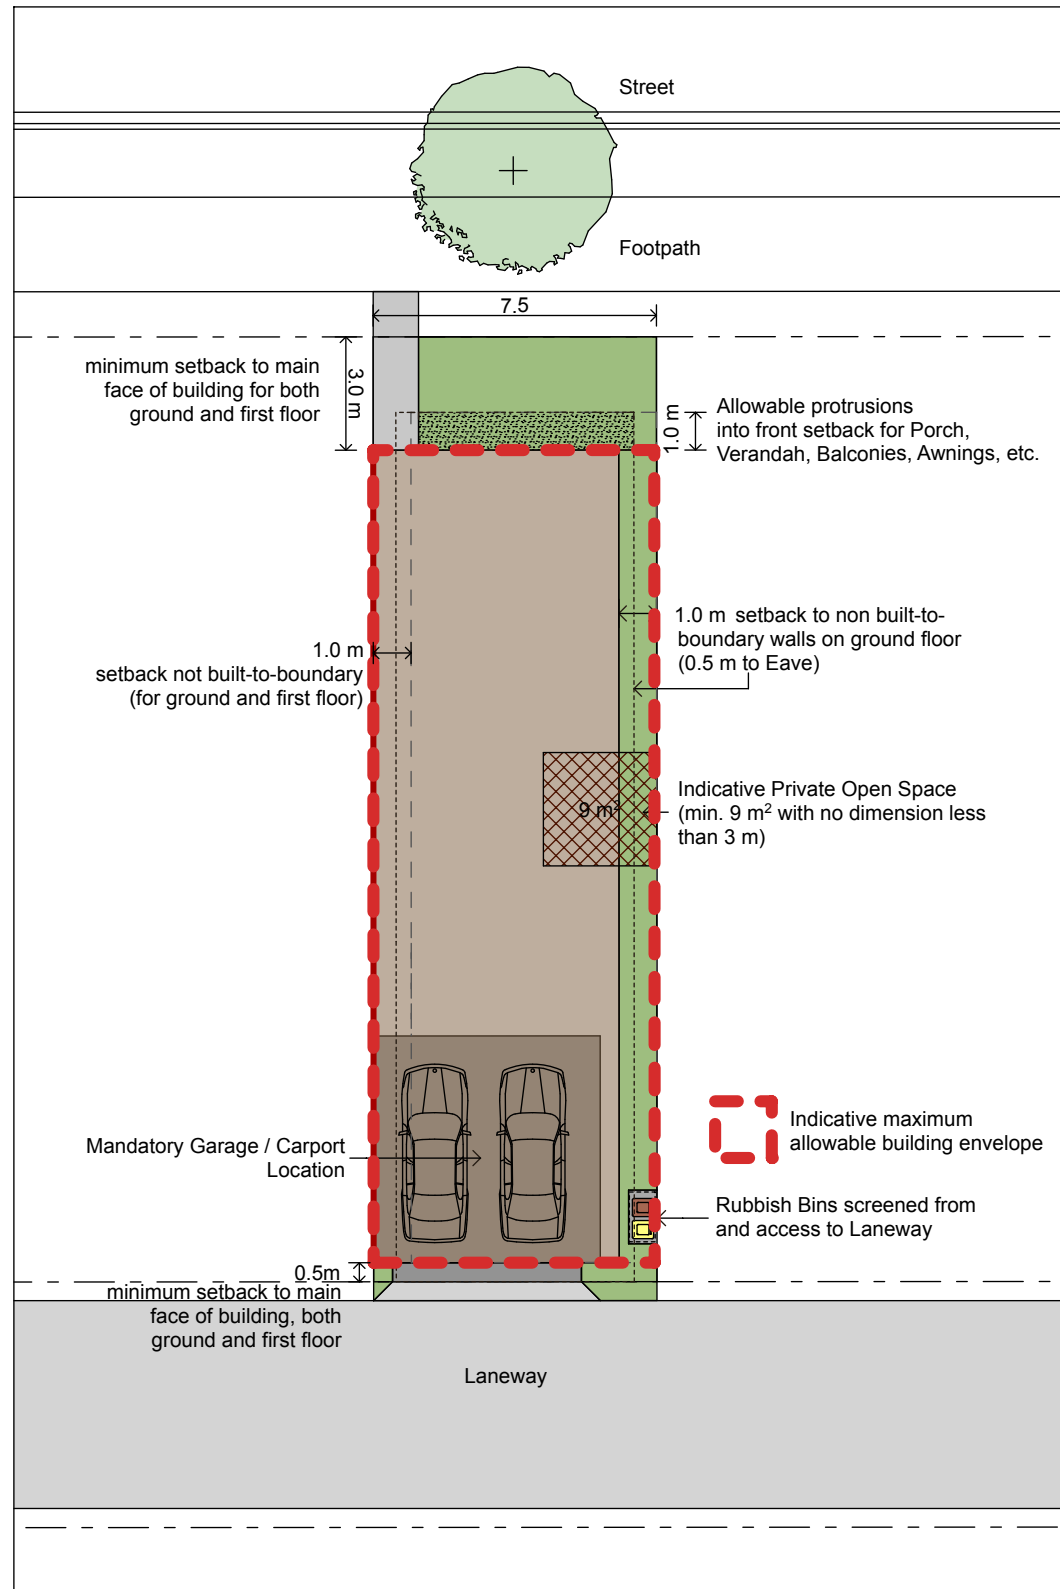 Street
Footpath
7.5
minimum setback to main
face of building for both
ground and first floor
3.0 m
1.0 m
Allowable protrusions
into front setback for Porch,
Verandah, Balconies, Awnings, etc.
1.0 m setback to non built-to-
boundary walls on ground floor
(0.5 m to Eave)
1.0 m
setback not built-to-boundary
(for ground and first floor)
9 m²
Indicative Private Open Space
(min. 9 m² with no dimension less
than 3 m)
Mandatory Garage / Carport
Location
Indicative maximum
allowable building envelope
Rubbish Bins screened from
and access to Laneway
0.5m
minimum setback to main
face of building, both
ground and first floor
Laneway